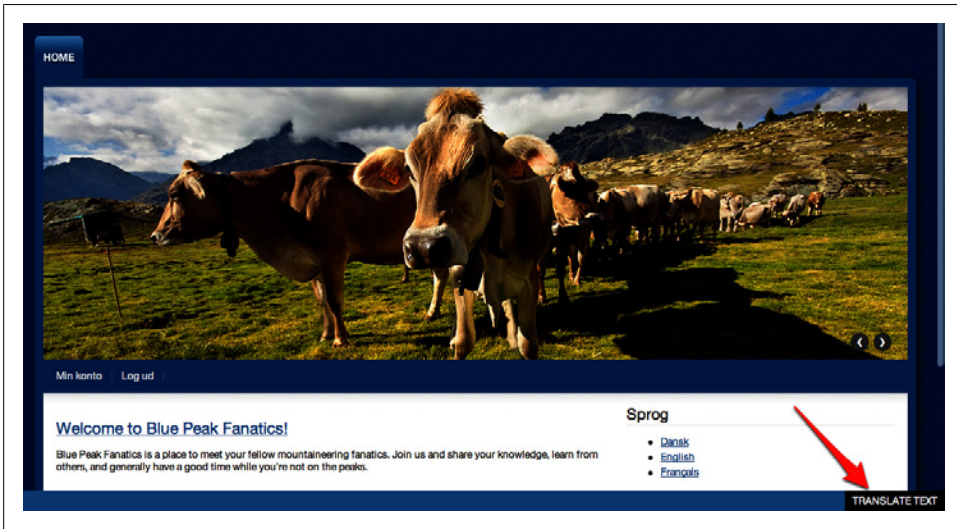 HOME
Min konto
Log ud
Welcome to Blue Peak Fanatics!
Blue Peak Fanatics is a place to meet your fellow mountaineering fanatics. Join us and share your knowledge, learn from
others, and generally have a good time while you're not on the peaks.
Sprog
Dansk
English
Français
TRANSLATE TEXT